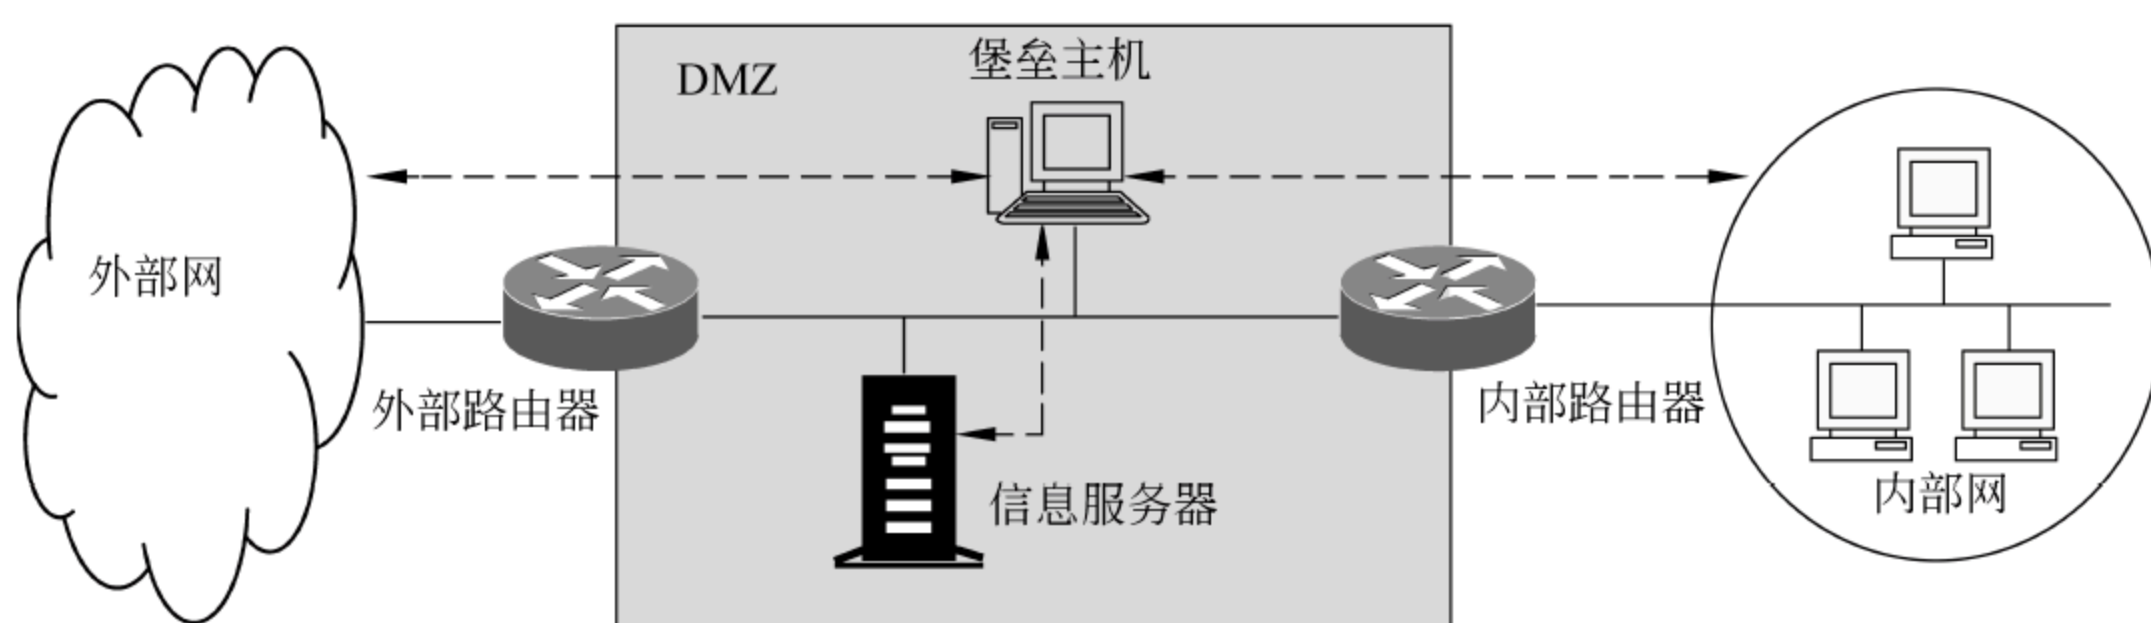 堡垒主机
DMZ
外部网
外部路由器
内部路由器
信息服务器
内部网